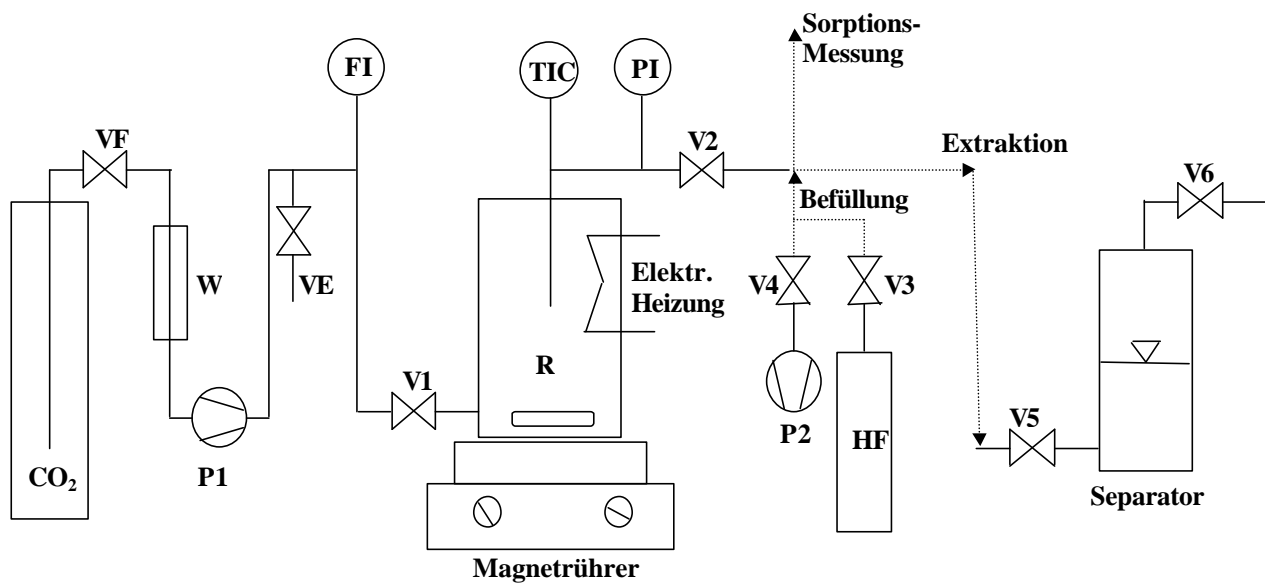 Sorptions-
Messung
FI
TIC
PI
VF
V2
Extraktion
V6
Befüllung
W
VE
Elektr.
Heizung
V4
V3
R
V1
P2
HF
V5
CO₂
P1
Separator
Magnetrührer